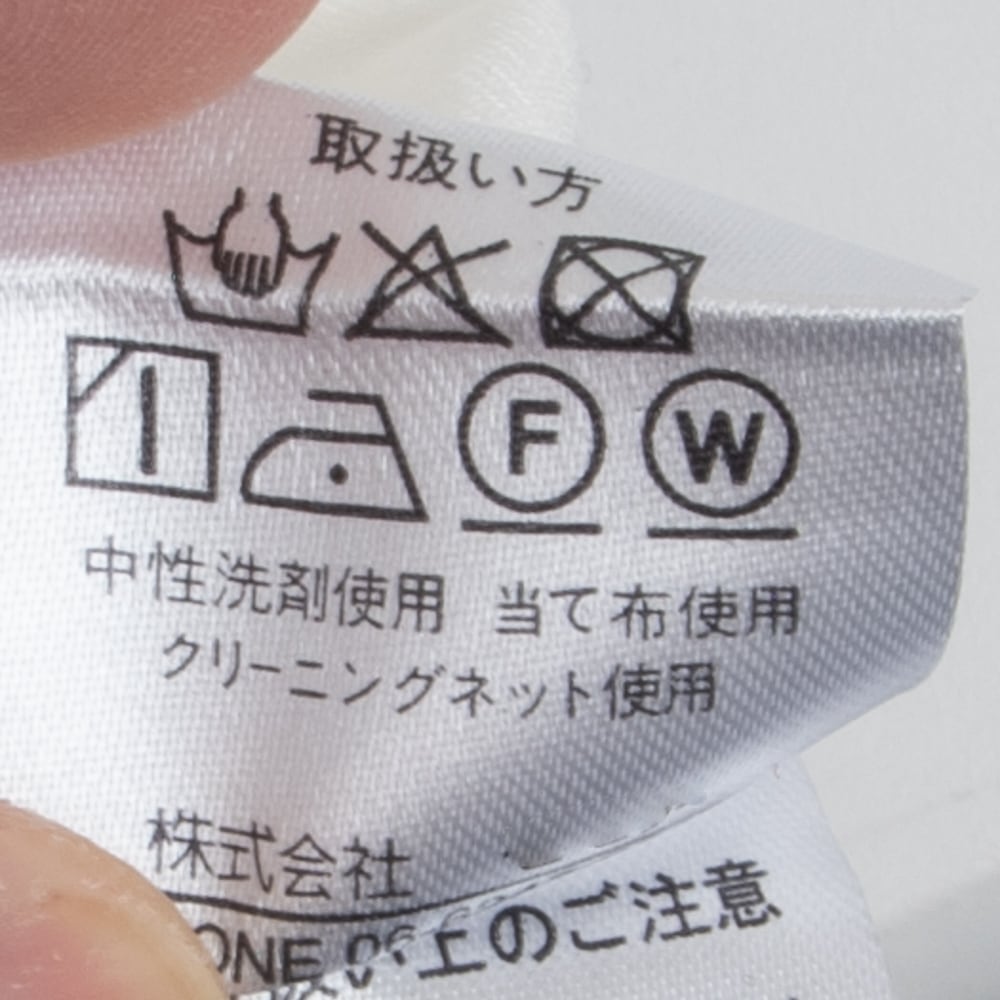 取扱い方
F W
中性洗剤使用 当て布使用
クリーニングネット使用
株式会社
ONE
上のご注意